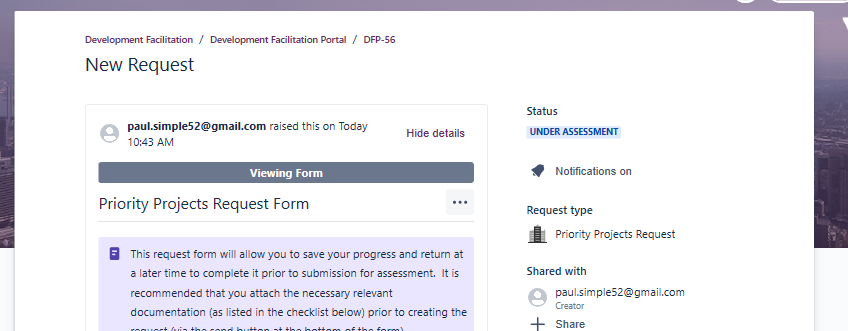 Development Facilitation / Development Facilitation Portal / DFP-56
New Request
paul.simple52@gmail.com raised this on Today
10:43 AM
Hide details
Viewing Form
Priority Projects Request Form
This request form will allow you to save your progress and return at
a later time to complete it prior to submission for assessment. It is
recommended that you attach the necessary relevant
documentation (as listed in the checklist below) prior to creating the
request (via the send button at the bottom of the form)
Status
UNDER ASSESSMENT
Notifications on
Request type
Priority Projects Request
Shared with
paul.simple52@gmail.com
Creator
Share